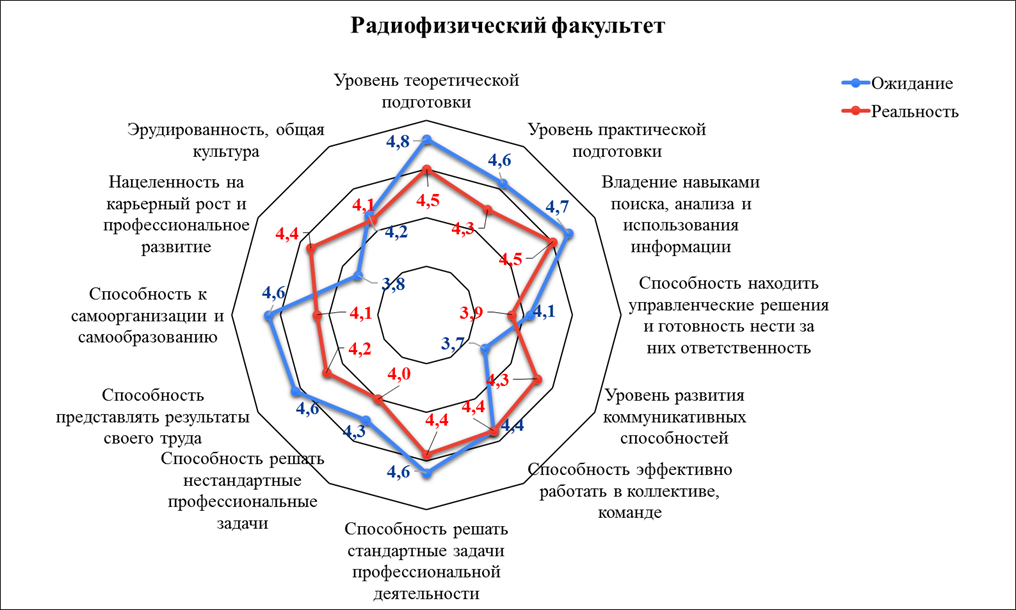 Радиофизический факультет
Ожидание
Реальность
Уровень теоретической
подготовки
Уровень практической
подготовки
Владение навыками
поиска, анализа и
использования
информации
Способность находить
управленческие решения
и готовность нести за
них ответственность
Уровень развития
коммуникативных
способностей
Способность эффективно
работать в коллективе,
команде
Способность решать
стандартные задачи
профессиональной
деятельности
Способность решать
нестандартные
профессиональные
задачи
Способность
представлять результаты
своего труда
Способность к
самоорганизации и
самообразованию
Нацеленность на
карьерный рост и
профессиональное
развитие
Эрудированность, общая
культура
4,8
4,6
4,7
4,1
3,7
4,4
4,6
4,3
4,6
4,6
3,8
4,2
4,5
4,3
4,5
3,9
4,3
4,4
4,4
4,0
4,2
4,1
4,4
4,1